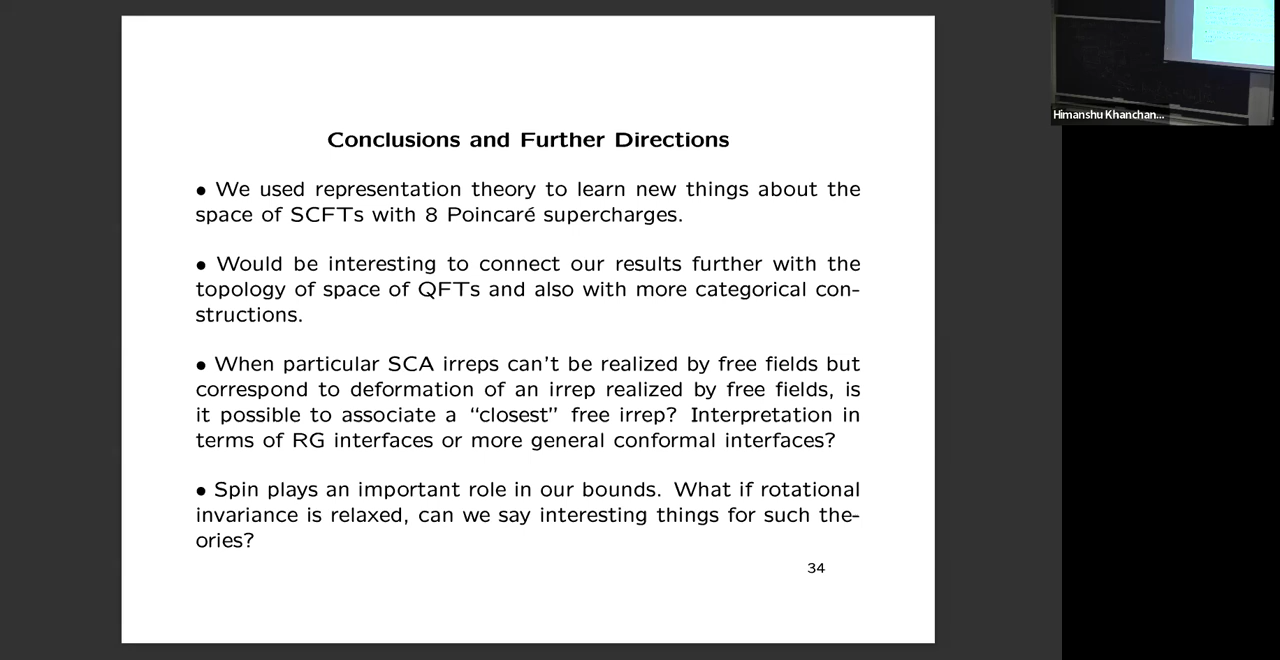 Conclusions and Further Directions
• We used representation theory to learn new things about the
space of SCFTs with 8 Poincaré supercharges.
• Would be interesting to connect our results further with the
topology of space of QFTs and also with more categorical con-
structions.
• When particular SCA irreps can't be realized by free fields but
correspond to deformation of an irrep realized by free fields, is
it possible to associate a “closest” free irrep? Interpretation in
terms of RG interfaces or more general conformal interfaces?
• Spin plays an important role in our bounds. What if rotational
invariance is relaxed, can we say interesting things for such the-
ories?
34
Himanshu Khanchan...